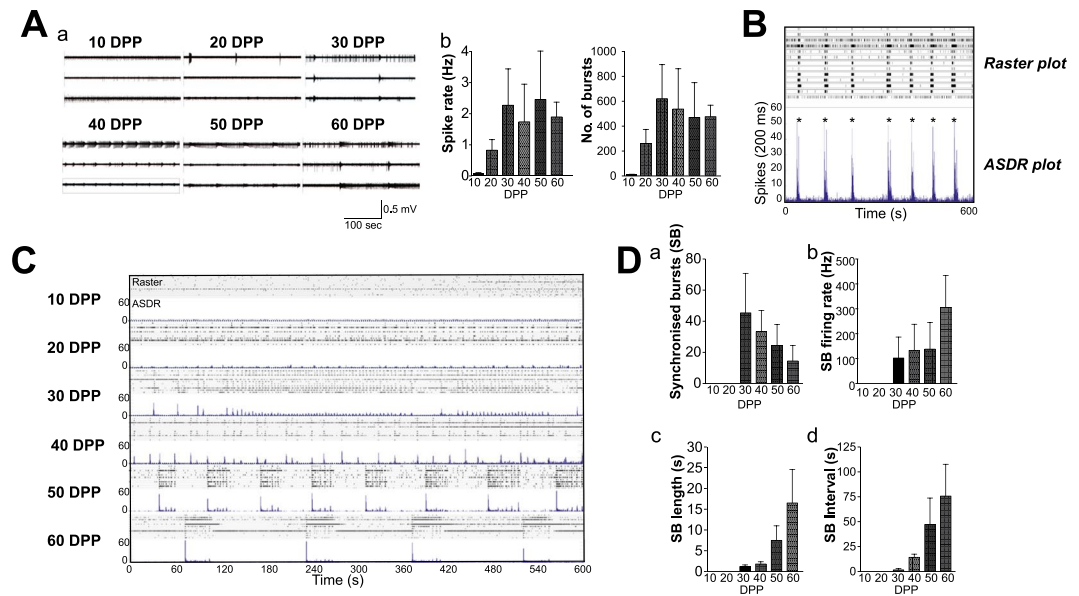 A
a
10 DPP 20 DPP 30 DPP
40 DPP 50 DPP 60 DPP
0.5 mV
100 sec
b
Spike rate (Hz)
4
3
2
1
0
10 20 30 40 50 60
DPP
No. of bursts
1000
800
600
400
200
0
10 20 30 40 50 60
DPP
B
Raster plot
ASDR plot
Spikes (200 ms)
60
50
40
30
20
10
0
* * * * * * *
0 600
Time (s)
C
Raster
10 DPP 60 ASDR
0
20 DPP 60
0
30 DPP 60
0
40 DPP 60
0
50 DPP 60
0
60 DPP 60
0
0 60 120 180 240 300 360 420 480 540 600
Time (s)
D
a
Synchronised bursts (SB)
80
60
40
20
0
10 20 30 40 50 60
DPP
b
SB firing rate (Hz)
500
400
300
200
100
0
10 20 30 40 50 60
DPP
c
SB length (s)
30
25
20
15
10
5
0
10 20 30 40 50 60
DPP
d
SB Interval (s)
125
100
75
50
25
0
10 20 30 40 50 60
DPP